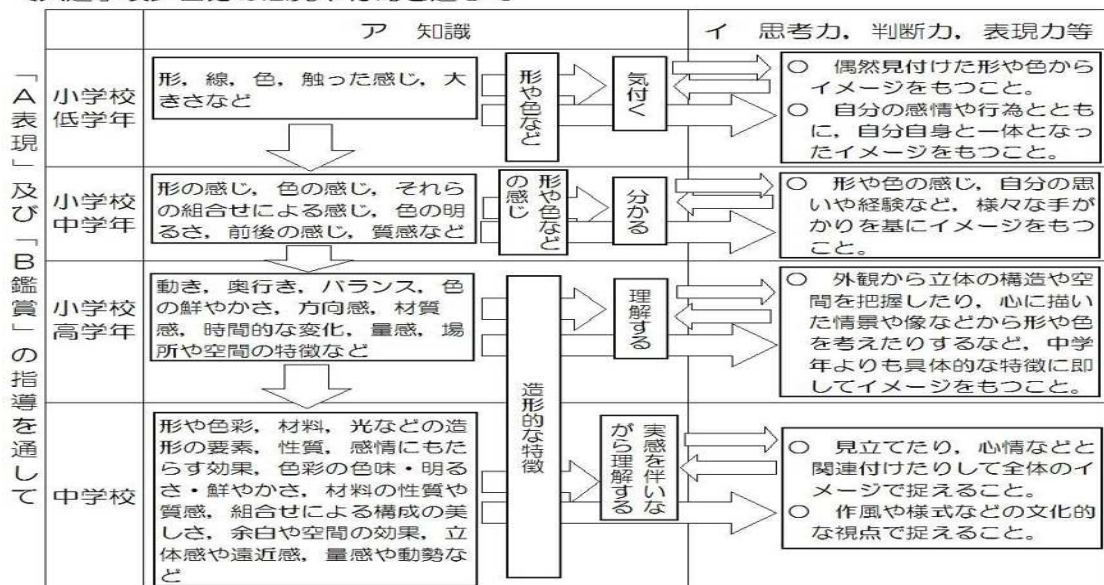 ア 知識
イ 思考力，判断力，表現力等
「A表現」及び「B鑑賞」の指導を通して
小学校
低学年
形，線，色，触った感じ，大
きさなど
形や色など
気付く
○ 偶然見付けた形や色から
イメージをもつこと。
○ 自分の感情や行為ととも
に，自分自身と一体となっ
たイメージをもつこと。
小学校
中学年
形の感じ，色の感じ，それら
の組合せによる感じ，色の明
るさ，前後の感じ，質感など
形や色など
の感じ
分かる
○ 形や色の感じ，自分の思
いや経験など，様々な手が
かりを基にイメージをもつ
こと。
小学校
高学年
動き，奥行き，バランス，色
の鮮やかさ，方向感，材質
感，時間的な変化，量感，場
所や空間の特徴など
造形的な特徴
理解する
○ 外観から立体の構造や空
間を把握したり，心に描い
た情景や像などから形や色
を考えたりするなど，中学
年よりも具体的な特徴に即
してイメージをもつこと。
中学校
形や色彩，材料，光などの造
形の要素，性質，感情にもた
らす効果，色彩の色味・明る
さ・鮮やかさ，材料の性質や
質感，組合せによる構成の美
しさ，余白や空間の効果，立
体感や遠近感，量感や動勢な
ど
実感を伴いな
がら理解する
○ 見立てたり，心情などと
関連付けたりして全体のイ
メージで捉えること。
○ 作風や様式などの文化的
な視点で捉えること。